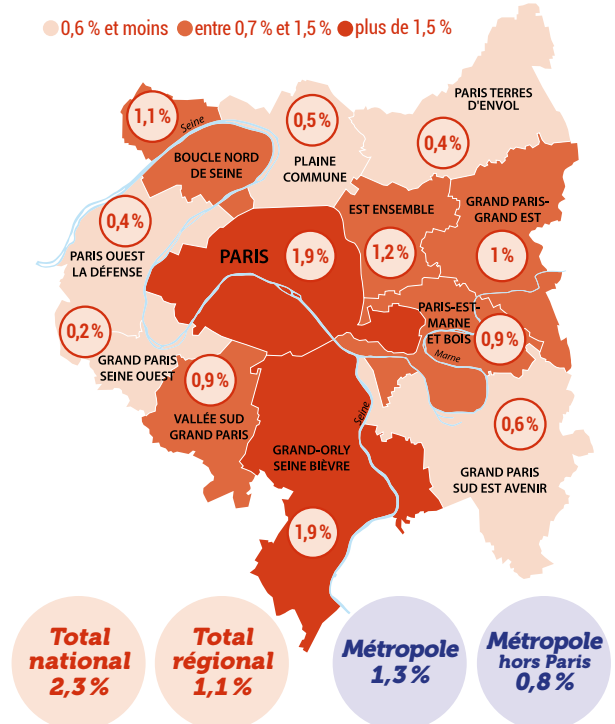 0,6 % et moins entre 0,7 % et 1,5 % plus de 1,5 %
PARIS TERRES
D'ENVOL
0,4 %
1,1 %
Seine
BOUCLE NORD
DE SEINE
0,5 %
PLAINE
COMMUNE
EST ENSEMBLE
1,2 %
GRAND PARIS-
GRAND EST
1 %
0,4 %
PARIS OUEST
LA DÉFENSE
PARIS
1,9 %
PARIS-EST-
MARNE
ET BOIS
0,9 %
Marne
0,2 %
GRAND PARIS
SEINE OUEST
0,9 %
VALLÉE SUD
GRAND PARIS
Seine
GRAND-ORLY
SEINE BIÈVRE
1,9 %
0,6 %
GRAND PARIS
SUD EST AVENIR
Total
national
2,3 %
Total
régional
1,1 %
Métropole
1,3 %
Métropole
hors Paris
0,8 %